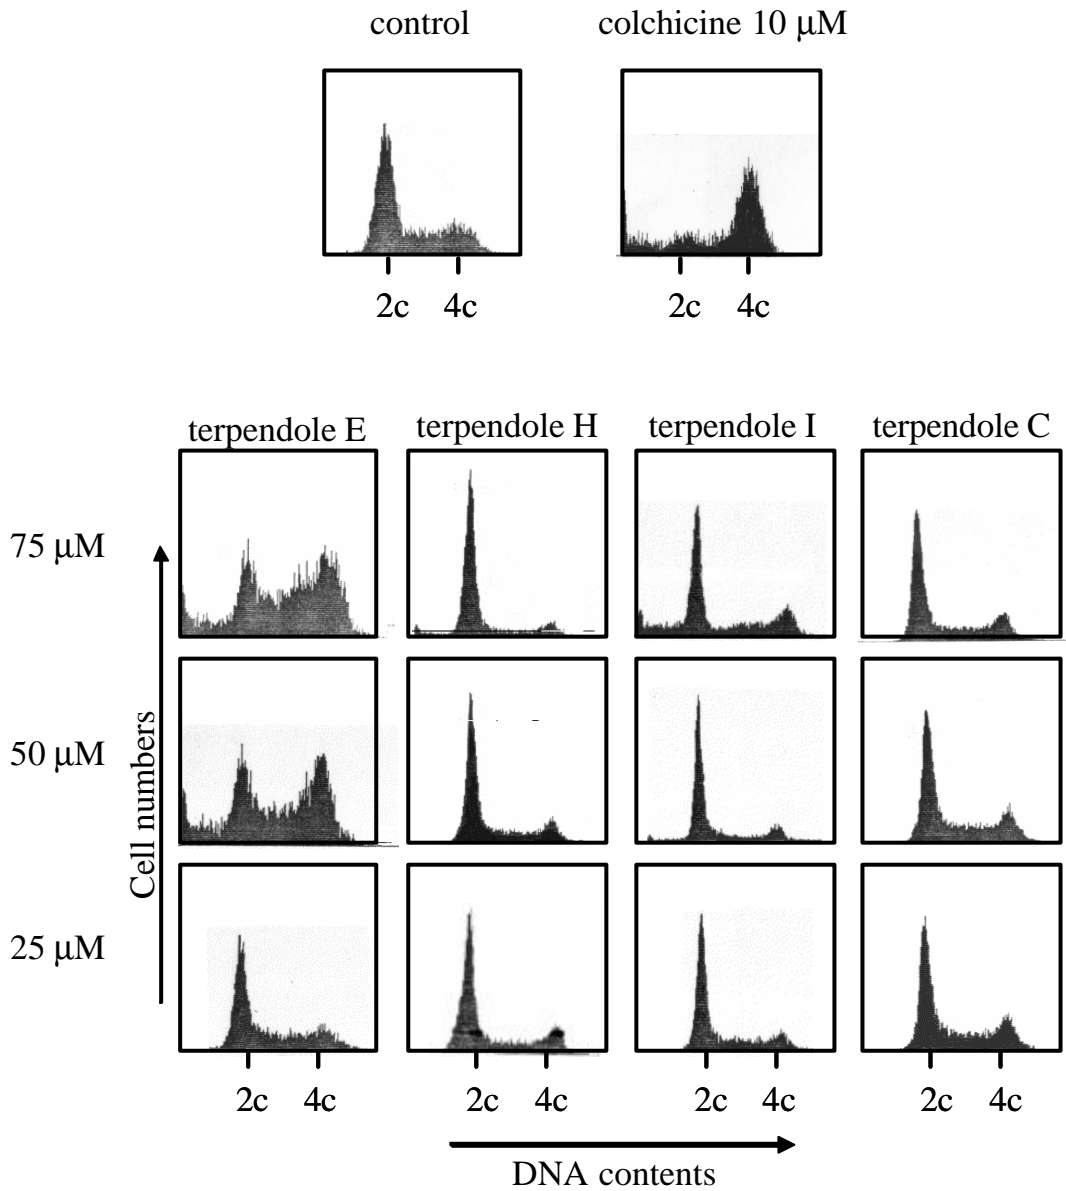 control colchicine 10 μM
2c 4c 2c 4c
terpendole E terpendole H terpendole I terpendole C
75 μM
50 μM
25 μM
Cell numbers
2c 4c 2c 4c 2c 4c 2c 4c
DNA contents